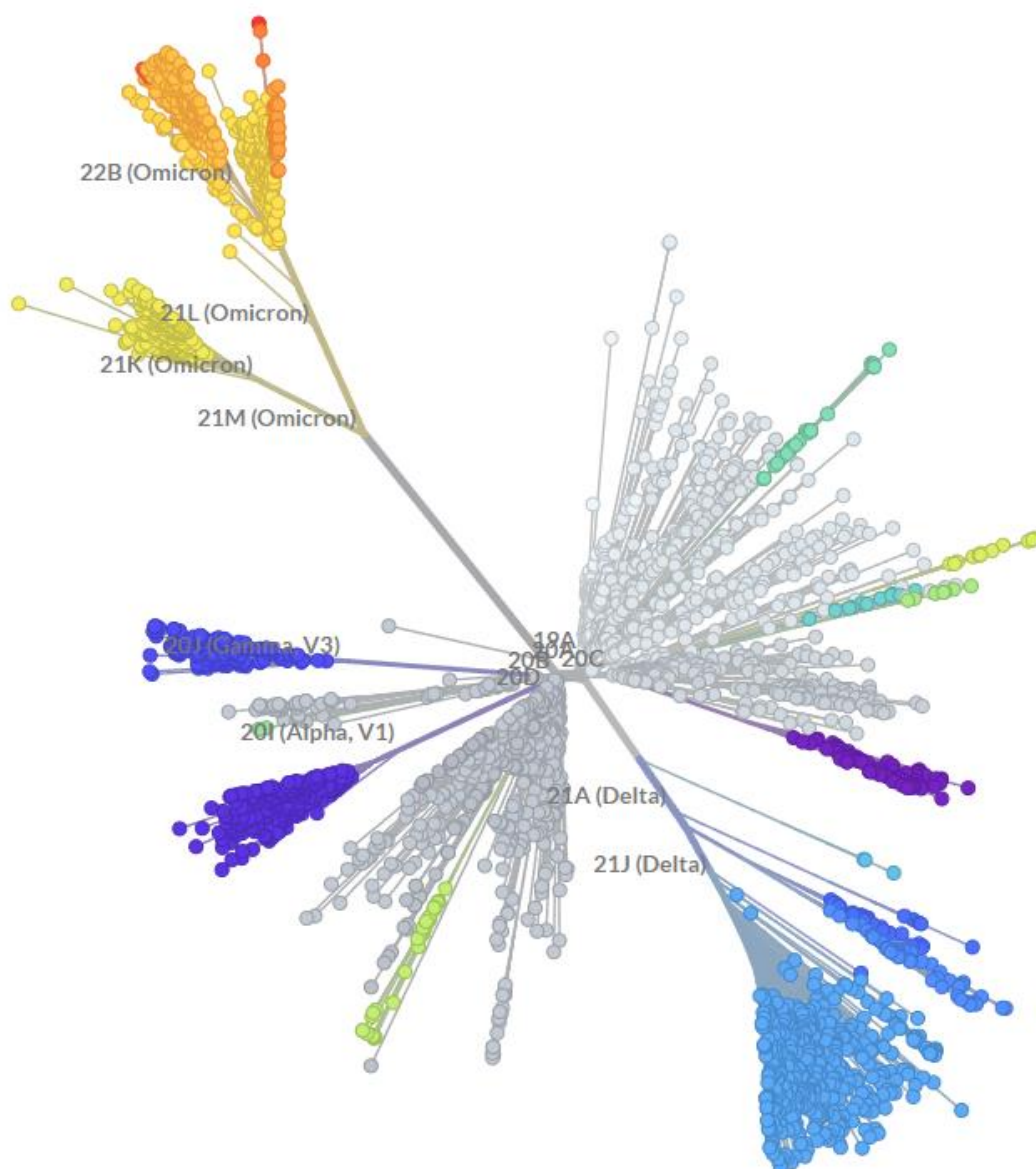 22B (Omicron)
21L (Omicron)
21K (Omicron)
21M (Omicron)
19A
20A
20J (Gamma, V3)
20B
20C
20D
20I (Alpha, V1)
21A (Delta)
21J (Delta)